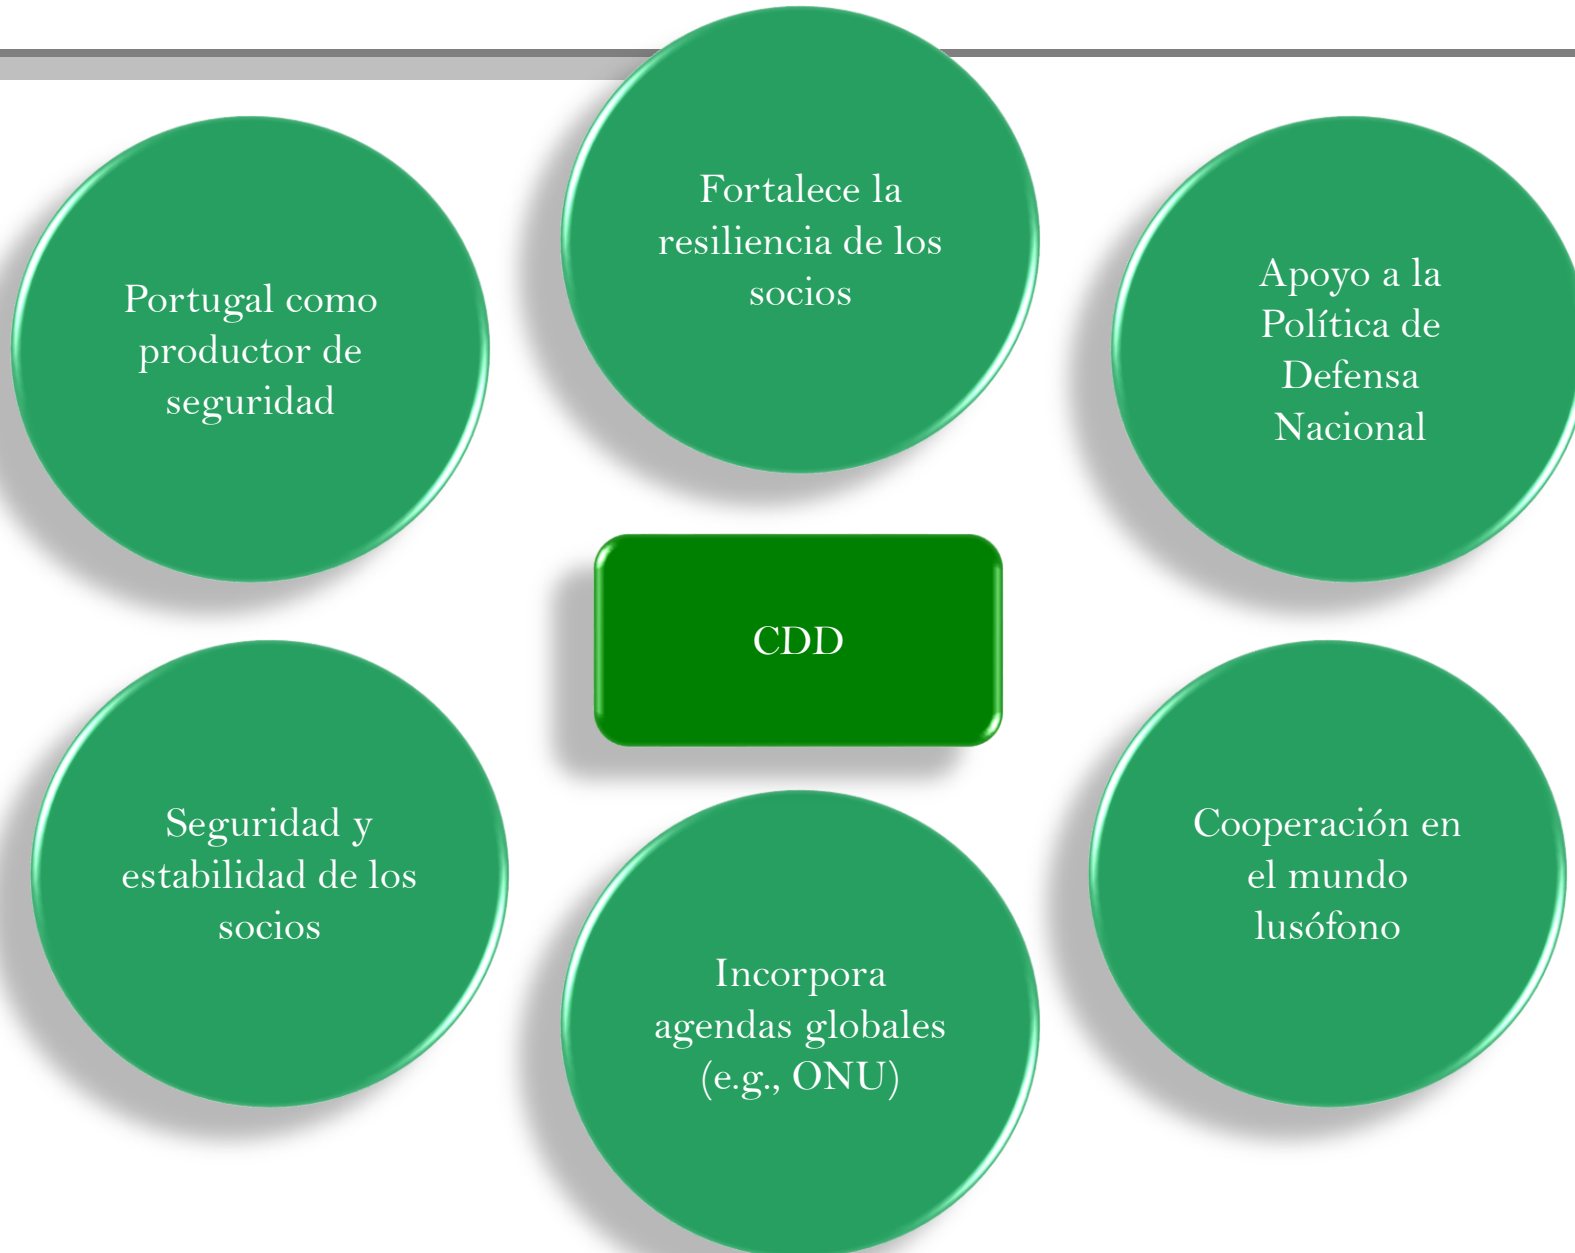 Fortalece la
resiliencia de los
socios
Portugal como
productor de
seguridad
Apoyo a la
Política de
Defensa
Nacional
CDD
Seguridad y
estabilidad de los
socios
Cooperación en
el mundo
lusófono
Incorpora
agendas globales
(e.g., ONU)